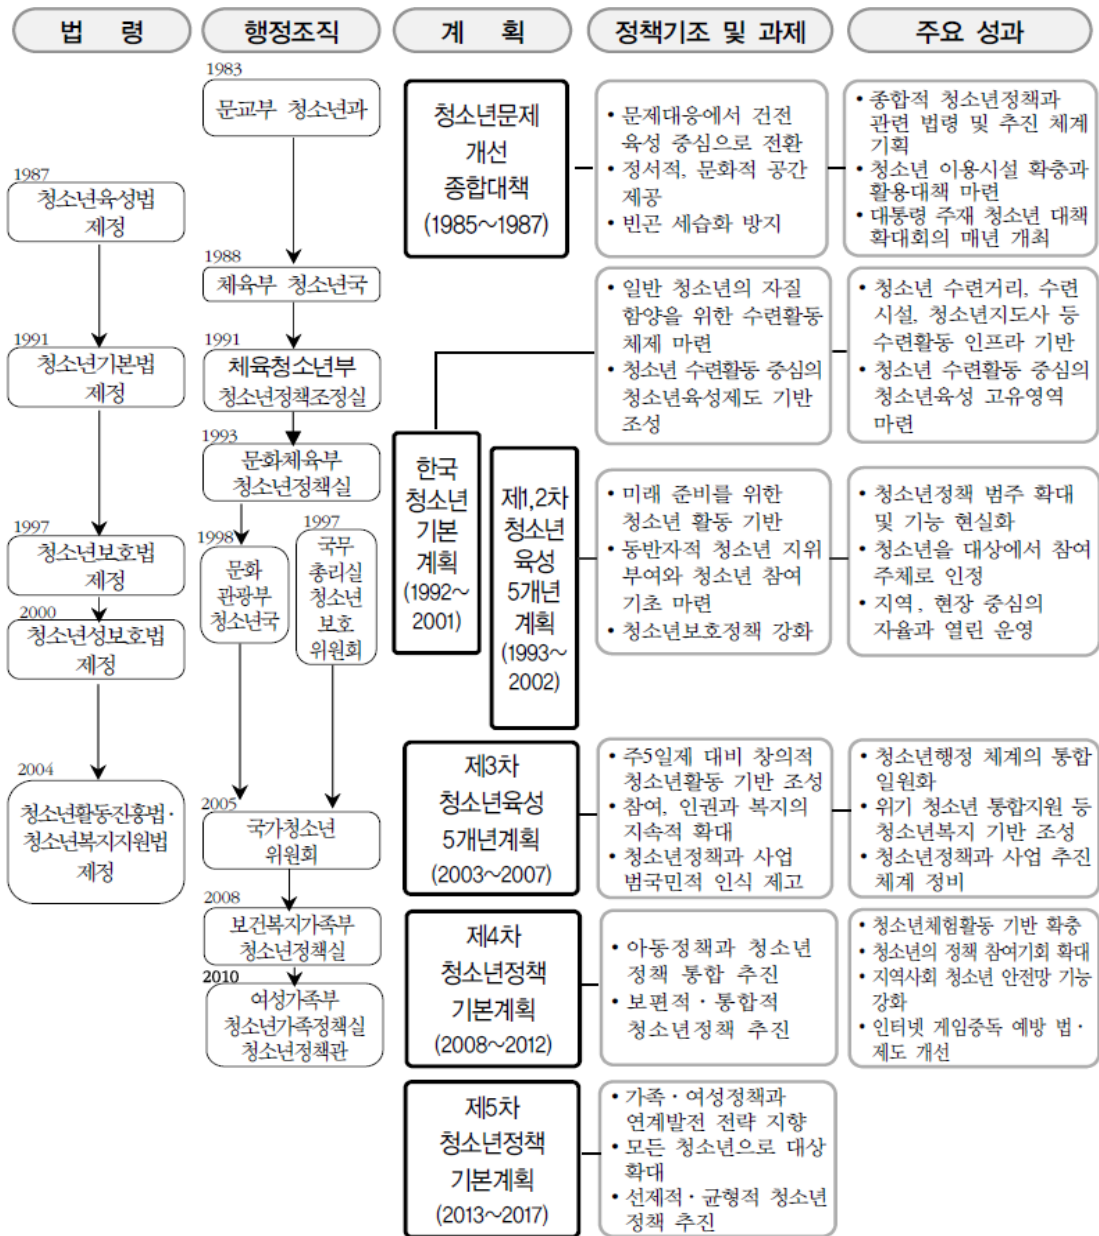 법 령
행정조직
계 획
정책기조 및 과제
주요 성과
1987
청소년육성법
제정
1991
청소년기본법
제정
1997
청소년보호법
제정
2000
청소년성보호법
제정
2004
청소년활동진흥법·
청소년복지지원법
제정
1983
문교부 청소년과
1988
체육부 청소년국
1991
체육청소년부
청소년정책조정실
1993
문화체육부
청소년정책실
1998
문화
관광부
청소년국
1997
국무
총리실
청소년
보호
위원회
2005
국가청소년
위원회
2008
보건복지가족부
청소년정책실
2010
여성가족부
청소년가족정책실
청소년정책관
청소년문제
개선
종합대책
(1985~1987)
한국
청소년
기본
계획
(1992~
2001)
제1,2차
청소년
육성
5개년
계획
(1993~
2002)
제3차
청소년육성
5개년계획
(2003~2007)
제4차
청소년정책
기본계획
(2008~2012)
제5차
청소년정책
기본계획
(2013~2017)
• 문제대응에서 건전
육성 중심으로 전환
• 정서적, 문화적 공간
제공
• 빈곤 세습화 방지
• 일반 청소년의 자질
함양을 위한 수련활동
체제 마련
• 청소년 수련활동 중심의
청소년육성제도 기반
조성
• 미래 준비를 위한
청소년 활동 기반
• 동반자적 청소년 지위
부여와 청소년 참여
기초 마련
• 청소년보호정책 강화
• 주5일제 대비 창의적
청소년활동 기반 조성
• 참여, 인권과 복지의
지속적 확대
• 청소년정책과 사업
범국민적 인식 제고
• 아동정책과 청소년
정책 통합 추진
• 보편적·통합적
청소년정책 추진
• 가족·여성정책과
연계발전 전략 지향
• 모든 청소년으로 대상
확대
• 선제적·균형적 청소년
정책 추진
• 종합적 청소년정책과
관련 법령 및 추진 체계
기획
• 청소년 이용시설 확충과
활용대책 마련
• 대통령 주재 청소년 대책
확대회의 매년 개최
• 청소년 수련거리, 수련
시설, 청소년지도사 등
수련활동 인프라 기반
• 청소년 수련활동 중심의
청소년육성 고유영역
마련
• 청소년정책 범주 확대
및 기능 현실화
• 청소년을 대상에서 참여
주체로 인정
• 지역, 현장 중심의
자율과 열린 운영
• 청소년행정 체계의 통합
일원화
• 위기 청소년 통합지원 등
청소년복지 기반 조성
• 청소년정책과 사업 추진
체계 정비
• 청소년체험활동 기반 확충
• 청소년의 정책 참여기회 확대
• 지역사회 청소년 안전망 기능
강화
• 인터넷 게임중독 예방 법·
제도 개선